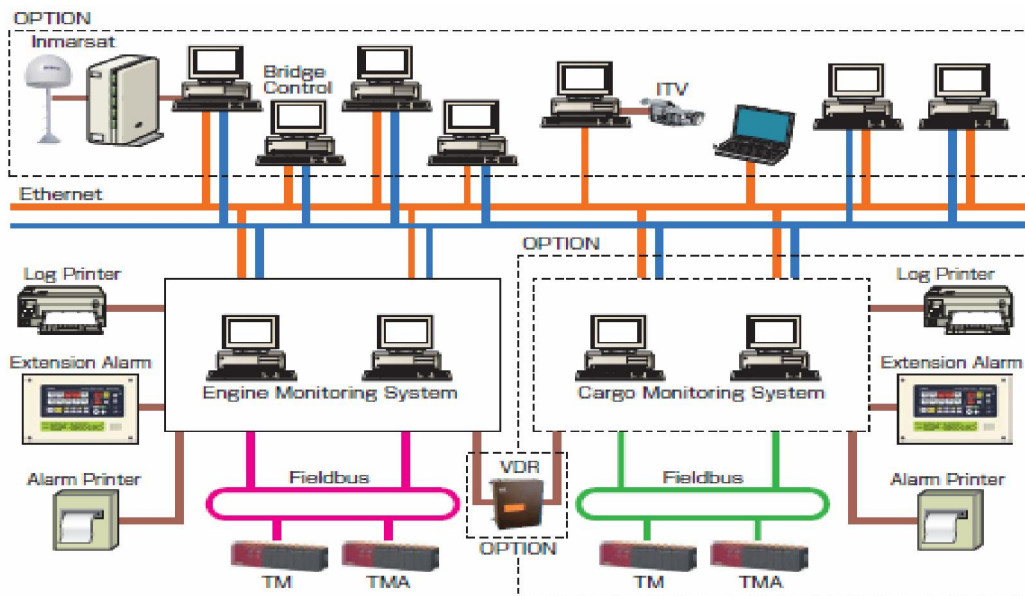 OPTION
Inmarsat
Bridge
Control
ITV
Ethernet
OPTION
Log Printer
Log Printer
Extension Alarm
Engine Monitoring System
Cargo Monitoring System
Extension Alarm
Alarm Printer
Fieldbus
VDR
Fieldbus
Alarm Printer
OPTION
TM
TMA
TM
TMA